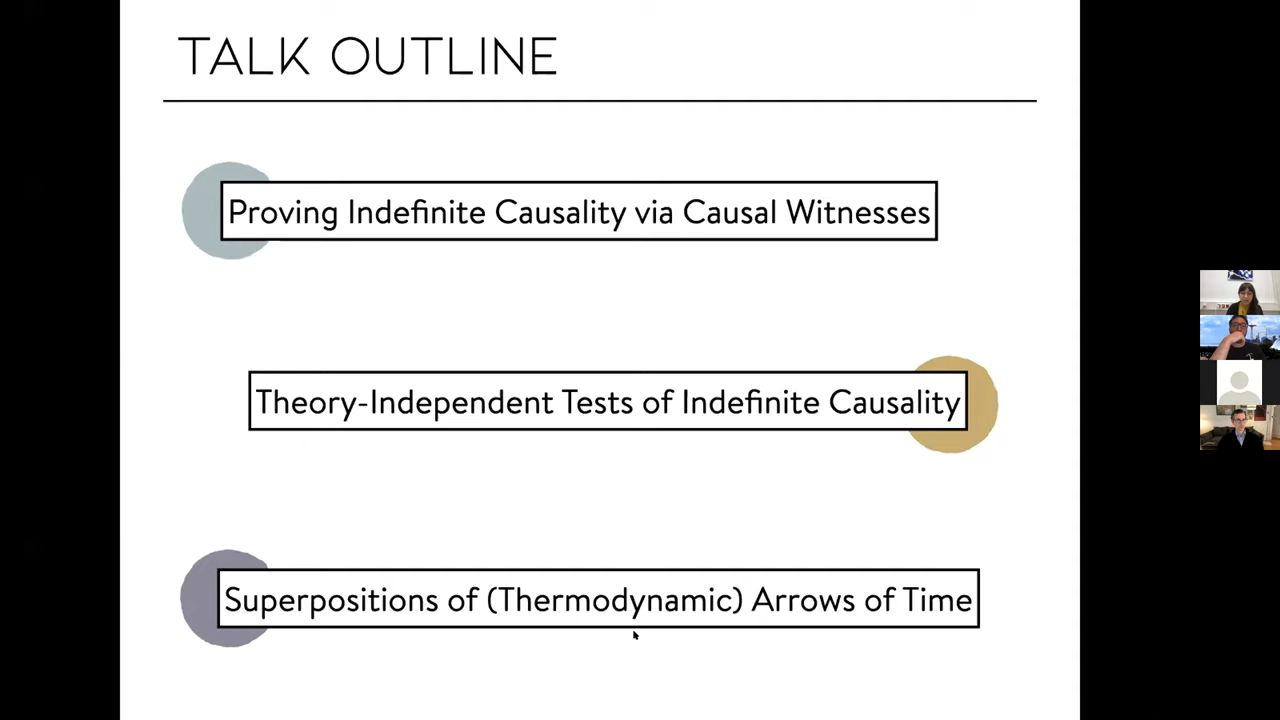 TALK OUTLINE
Proving Indefinite Causality via Causal Witnesses
Theory-Independent Tests of Indefinite Causality
Superpositions of (Thermodynamic) Arrows of Time